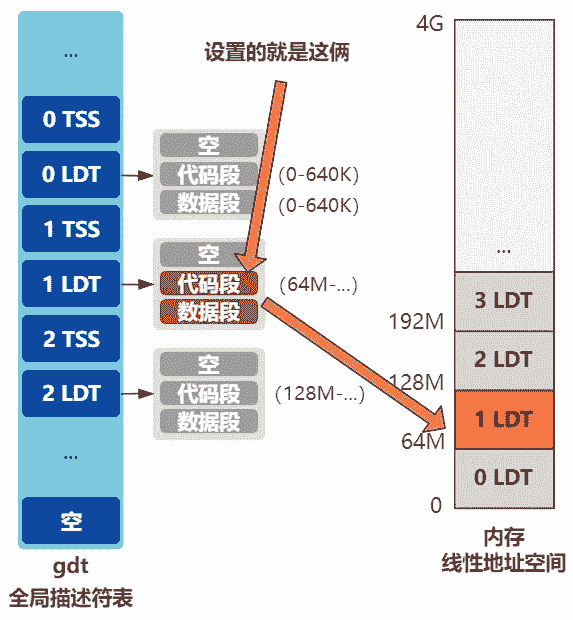 设置的就是这俩
...
0 TSS
0 LDT
1 TSS
1 LDT
2 TSS
2 LDT
...
空
gdt
全局描述符表
空
代码段
数据段
(0-640K)
(0-640K)
空
代码段
数据段
(64M-...)
空
代码段
数据段
(128M-...)
4G
...
3 LDT
192M
2 LDT
128M
1 LDT
64M
0 LDT
0
内存
线性地址空间